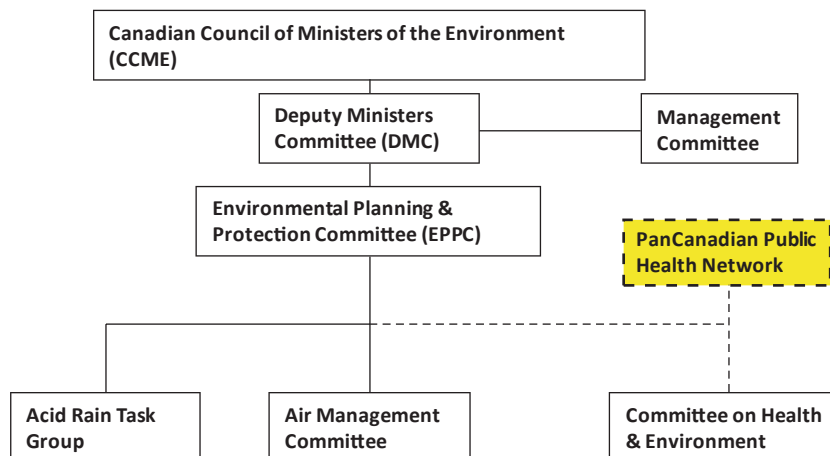 Canadian Council of Ministers of the Environment
(CCME)
Deputy Ministers
Committee (DMC)
Management
Committee
Environmental Planning &
Protection Committee (EPPC)
PanCanadian Public
Health Network
Acid Rain Task
Group
Air Management
Committee
Committee on Health
& Environment